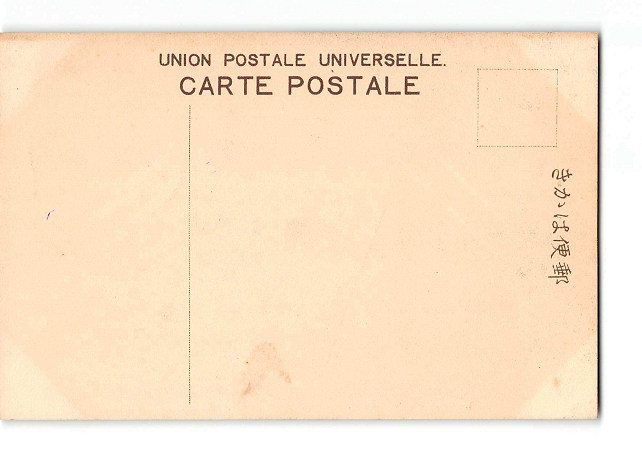 UNION POSTALE UNIVERSELLE.
CARTE POSTALE
郵便はかき